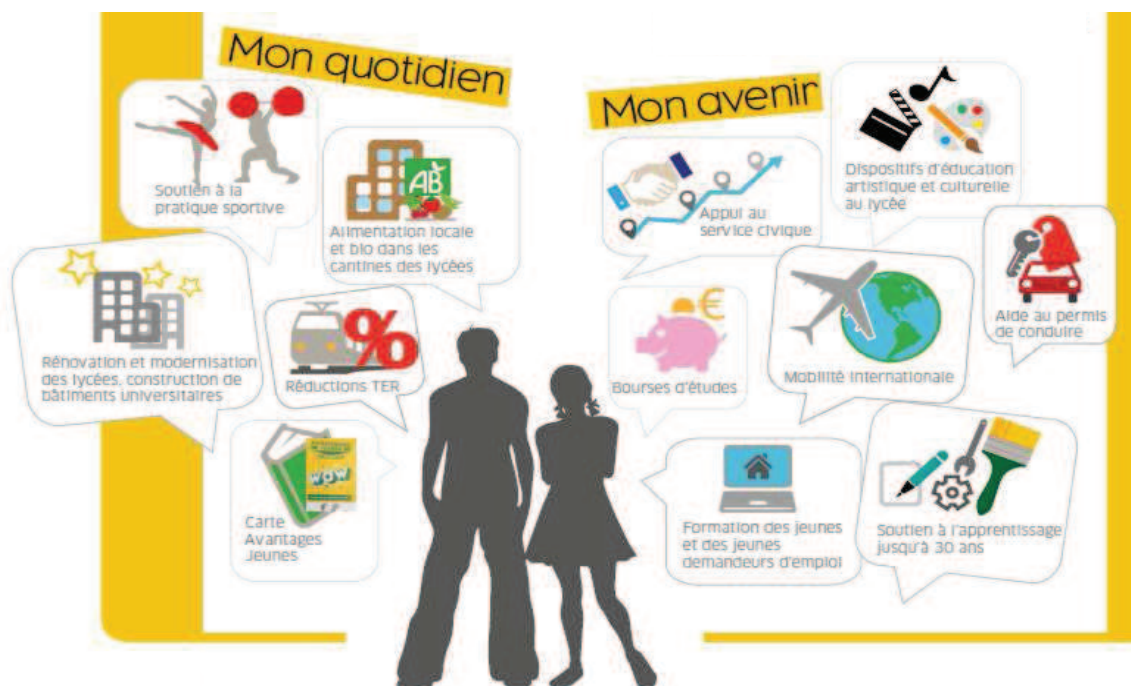 Mon quotidien
Soutien à la
pratique sportive
AB
Alimentation locale
et bio dans les
cantines des lycées
Rénovation et modernisation
des lycées, construction de
bâtiments universitaires
%
Réductions TER
WOW
Carte
Avantages
Jeunes
Mon avenir
Appui au
service civique
Dispositifs d'éducation
artistique et culturelle
au lycée
€
Bourses d'études
Mobilité internationale
Aide au permis
de conduire
Formation des jeunes
et des jeunes
demandeurs d'emploi
Soutien à l'apprentissage
jusqu'à 30 ans